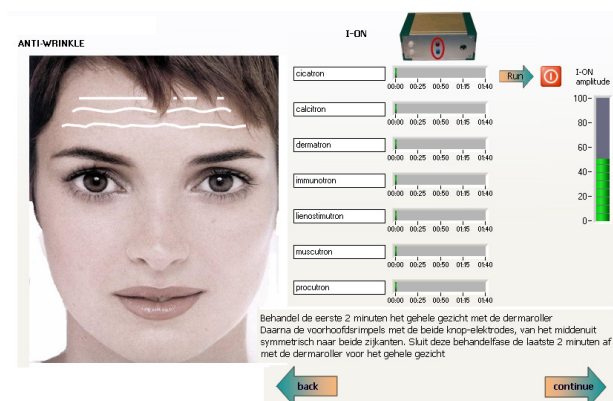 I-ON
ANTI-WRINKLE
cicatron
00:00 00:25 00:50 01:15 01:40
Run
I-ON
amplitude
100-
80-
60-
40-
20-
0-
calcitron
00:00 00:25 00:50 01:15 01:40
dermatron
00:00 00:25 00:50 01:15 01:40
immunotron
00:00 00:25 00:50 01:15 01:40
lienostimutron
00:00 00:25 00:50 01:15 01:40
muscutron
00:00 00:25 00:50 01:15 01:40
procutron
00:00 00:25 00:50 01:15 01:40
Behandel de eerste 2 minuten het gehele gezicht met de dermaroller
Daarna de voorhoofdsrimpels met de beide knop-elektrodes, van het middenuit
symmetrisch naar beide zijkanten. Sluit deze behandelfase de laatste 2 minuten af
met de dermaroller voor het gehele gezicht
back
continue